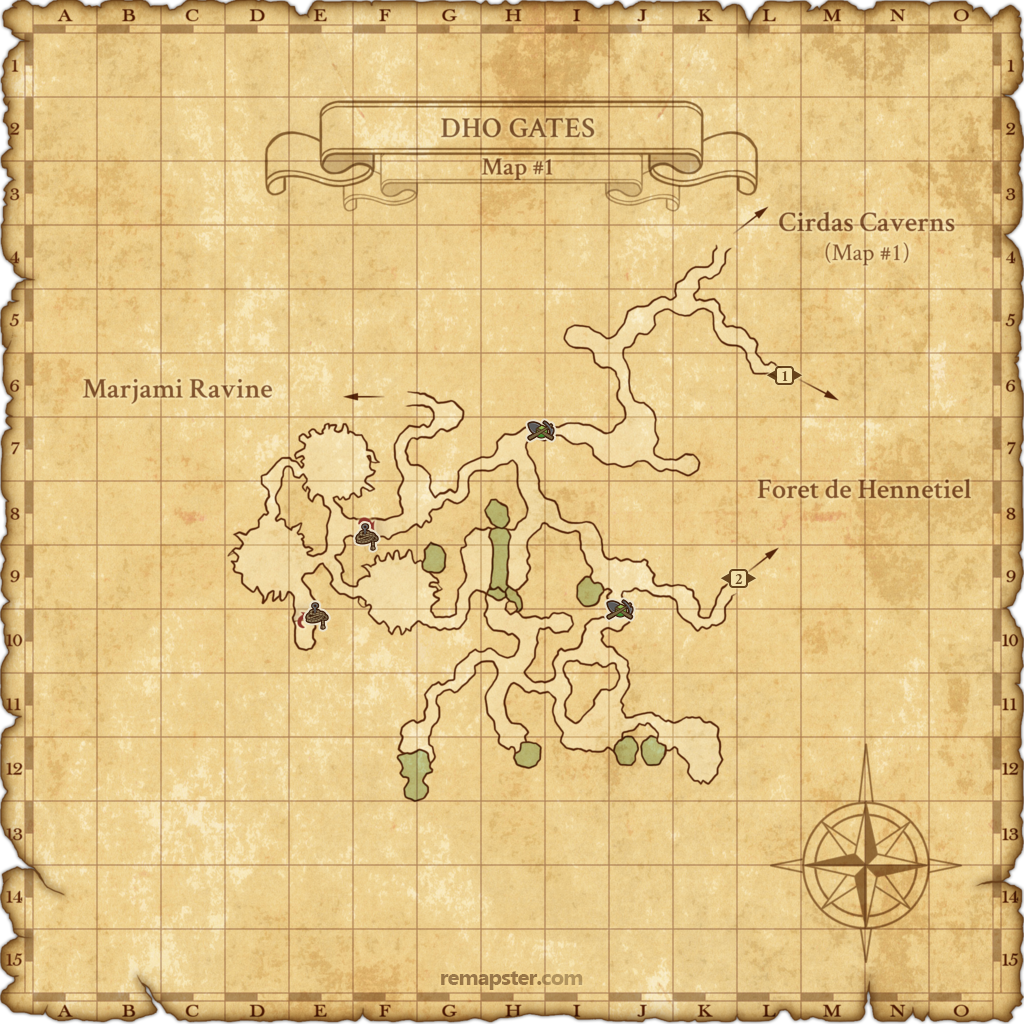 A B C D E F G H I J K L M N O
1 1
2 2
DHO GATES
Map #1
3 3
Cirdas Caverns
4 4
(Map #1)
5 5
1
6 6
Marjami Ravine
7 7
Foret de Hennetiel
8 8
9 9
2
10 10
11 11
12 12
13 13
14 14
15 15
remapster.com
A B C D E F G H I J K L M N O